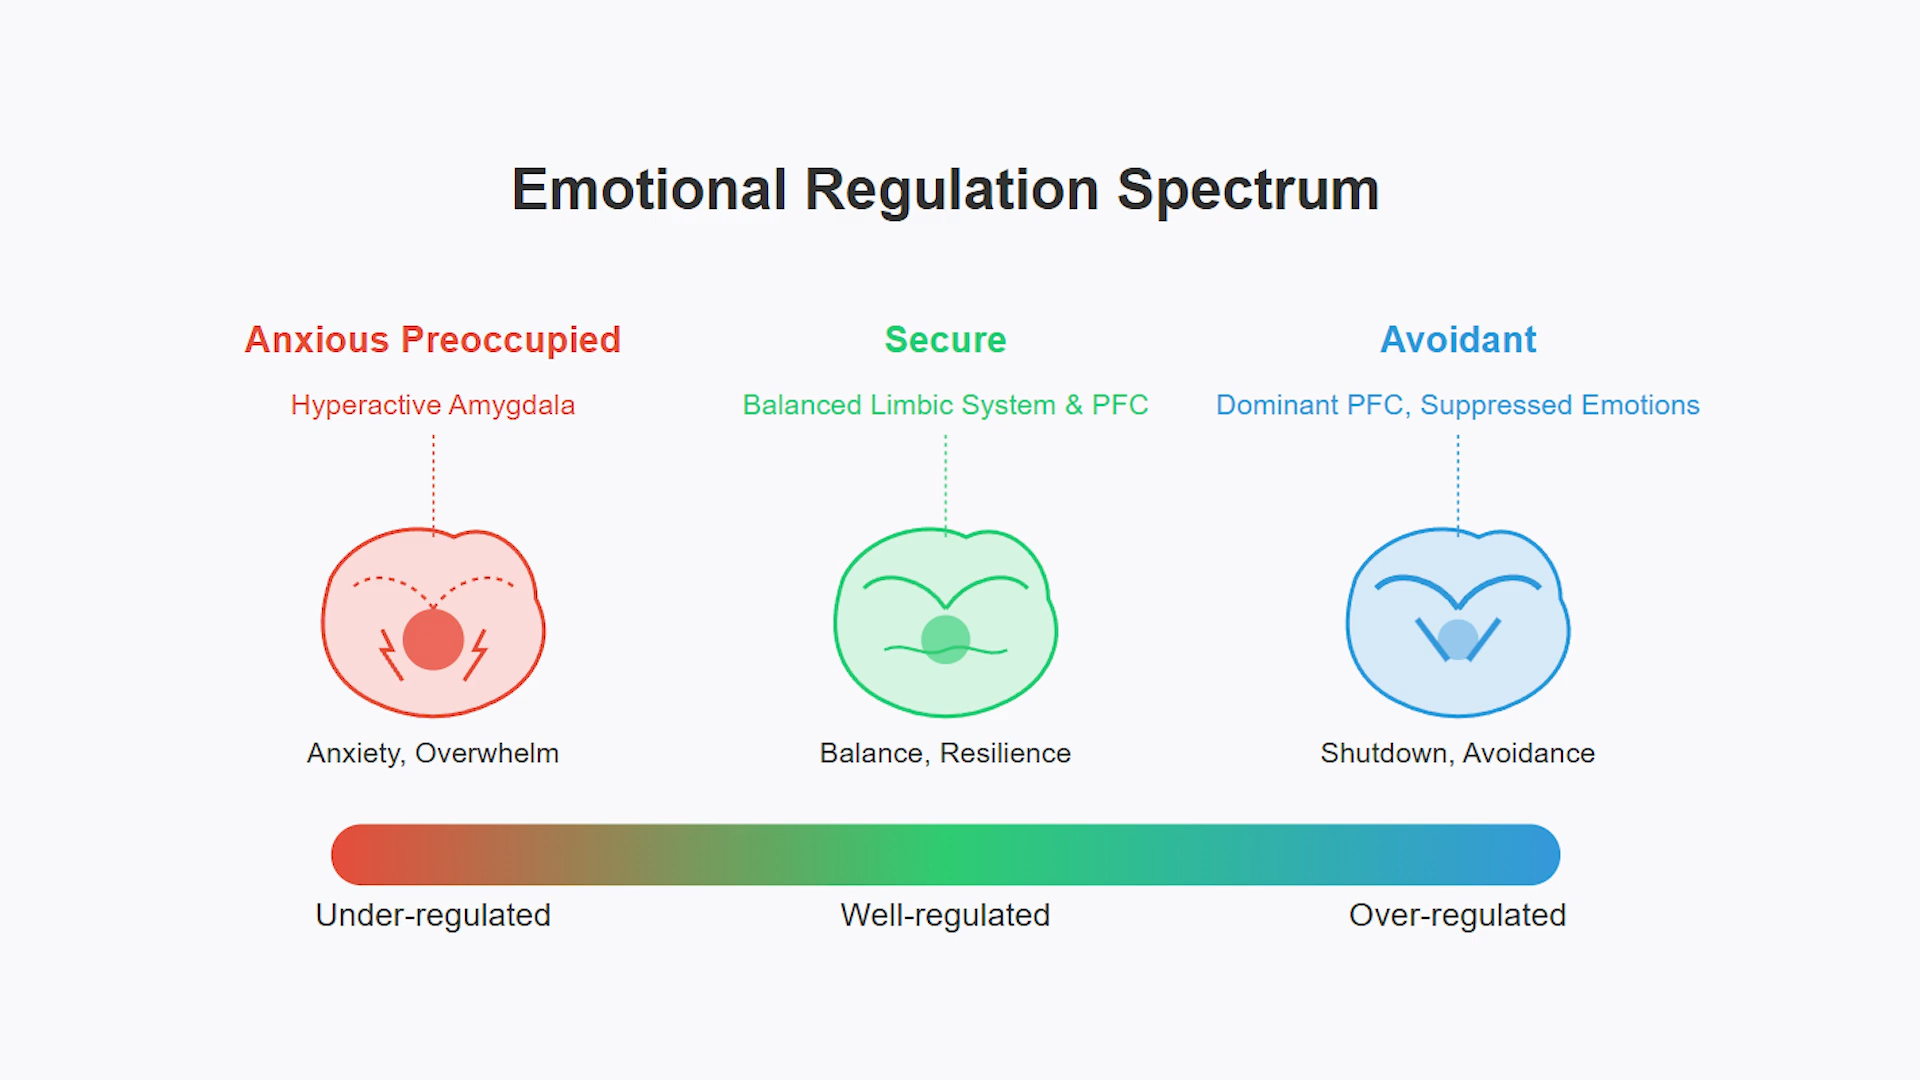 Emotional Regulation Spectrum
Anxious Preoccupied
Secure
Avoidant
Hyperactive Amygdala
Balanced Limbic System & PFC
Dominant PFC, Suppressed Emotions
Anxiety, Overwhelm
Balance, Resilience
Shutdown, Avoidance
Under-regulated
Well-regulated
Over-regulated